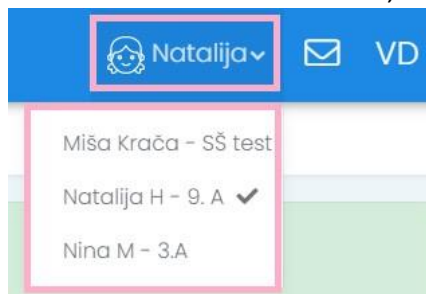 Natalija VD
Miša Krača - SŠ test
Natalija H - 9. A
Nina M - 3.A